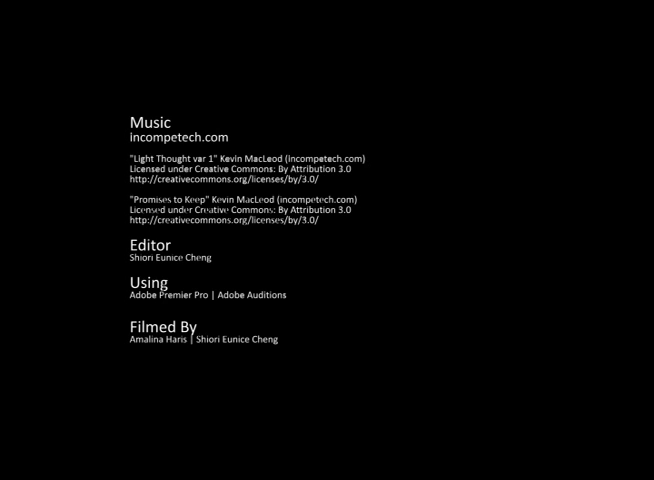 Music
incompetech.com
"Light Thought var 1" Kevin MacLeod (incompetech.com)
Licensed under Creative Commons: By Attribution 3.0
http://creativecommons.org/licenses/by/3.0/
"Promises to Keep" Kevin MacLeod (incompetech.com)
Licensed under Creative Commons: By Attribution 3.0
http://creativecommons.org/licenses/by/3.0/
Editor
Shiori Eunice Cheng
Using
Adobe Premier Pro | Adobe Auditions
Filmed By
Amalina Haris | Shiori Eunice Cheng